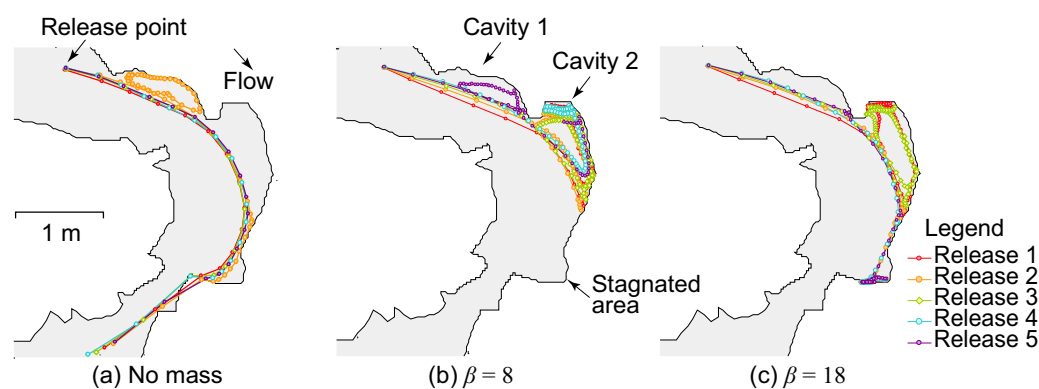 Release point
Flow
Cavity 1
Cavity 2
1 m
Stagnated
area
Legend
Release 1
Release 2
Release 3
Release 4
Release 5
(a) No mass
(b) β = 8
(c) β = 18